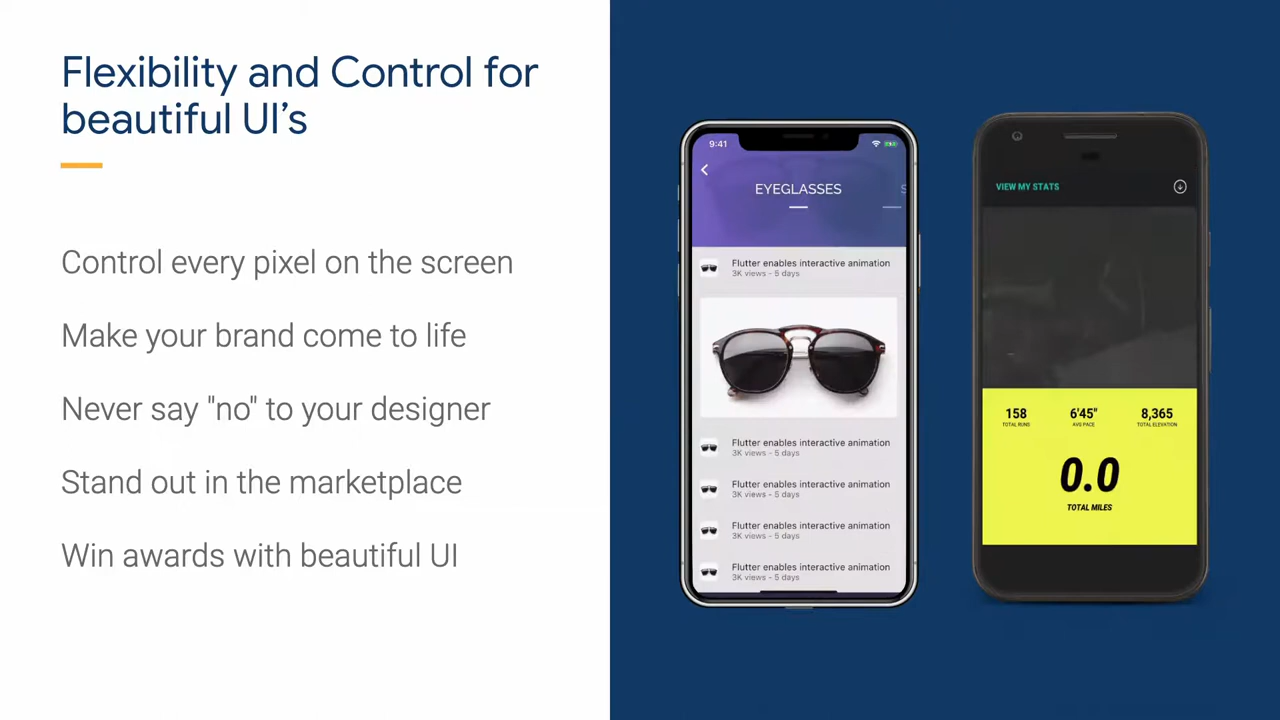 Flexibility and Control for
beautiful UI's
Control every pixel on the screen
Make your brand come to life
Never say "no" to your designer
Stand out in the marketplace
Win awards with beautiful UI
9:41
EYEGLASSES
S
Flutter enables interactive animation
3K views - 5 days
Flutter enables interactive animation
3K views - 5 days
Flutter enables interactive animation
3K views - 5 days
Flutter enables interactive animation
3K views - 5 days
Flutter enables interactive animation
3K views - 5 days
VIEW MY STATS
158 6'45" 8,365
TOTAL RUNS AVG PACE TOTAL ELEVATION
0.0
TOTAL MILES